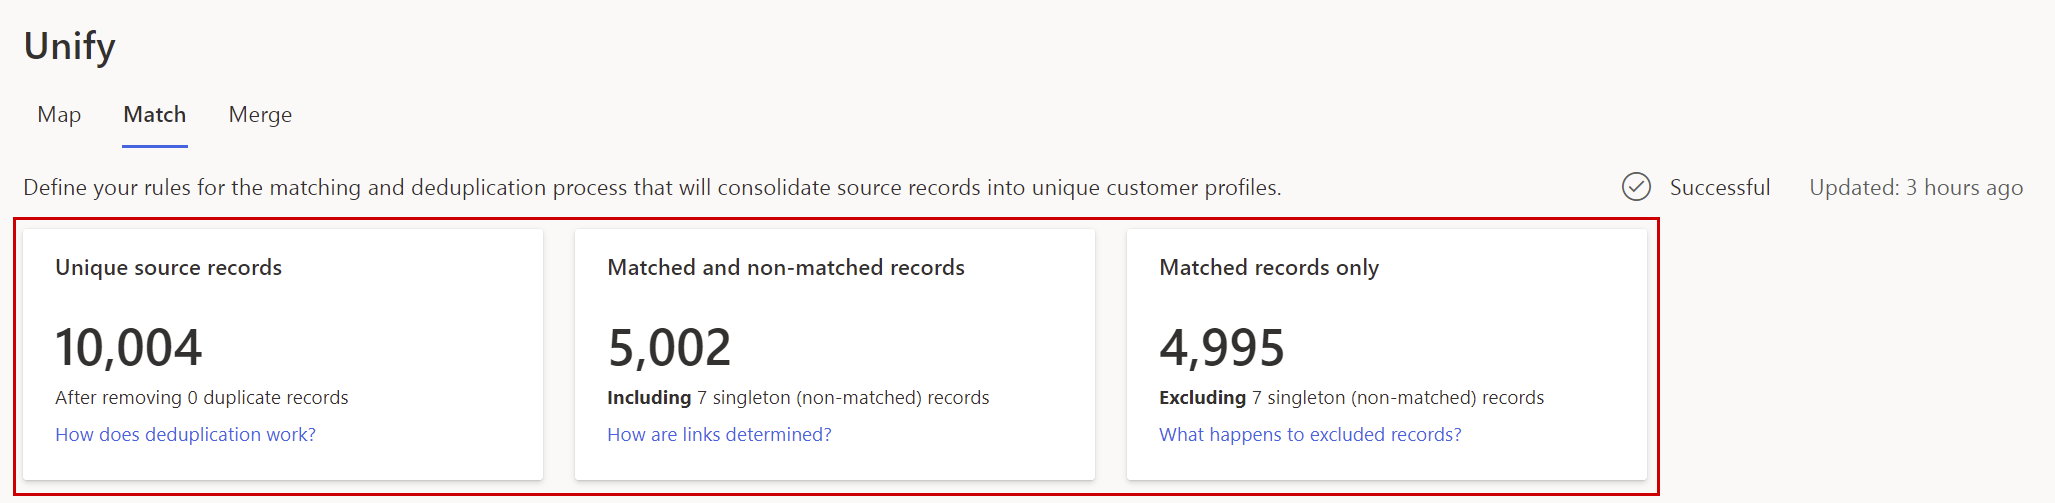 Unify
Map Match Merge
Define your rules for the matching and deduplication process that will consolidate source records into unique customer profiles.
Successful Updated: 3 hours ago
Unique source records
10,004
After removing 0 duplicate records
How does deduplication work?
Matched and non-matched records
5,002
Including 7 singleton (non-matched) records
How are links determined?
Matched records only
4,995
Excluding 7 singleton (non-matched) records
What happens to excluded records?